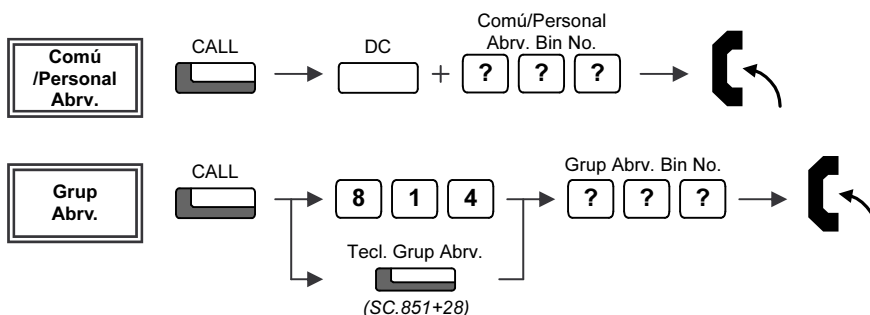 Comú
/Personal
Abrv.
CALL
DC
+
Comú/Personal
Abrv. Bin No.
? ? ?
Grup
Abrv.
CALL
8 1 4
Tecl. Grup Abrv.
(SC.851+28)
Grup Abrv. Bin No.
? ? ?